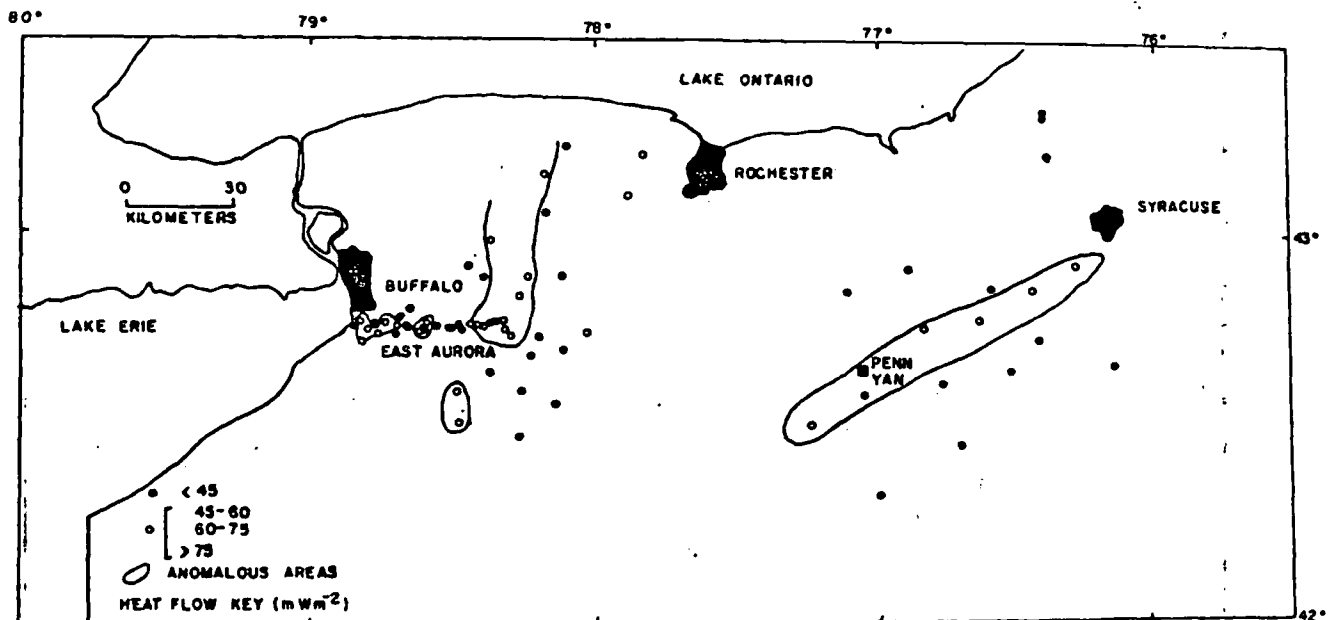 80°
79°
78°
77°
76°
LAKE ONTARIO
ROCHESTER
0 30
KILOMETERS
SYRACUSE
43°
BUFFALO
LAKE ERIE
EAST AURORA
PENN
YAN
< 45
45-60
60-75
> 75
ANOMALOUS AREAS
HEAT FLOW KEY (mWm⁻²)
42°